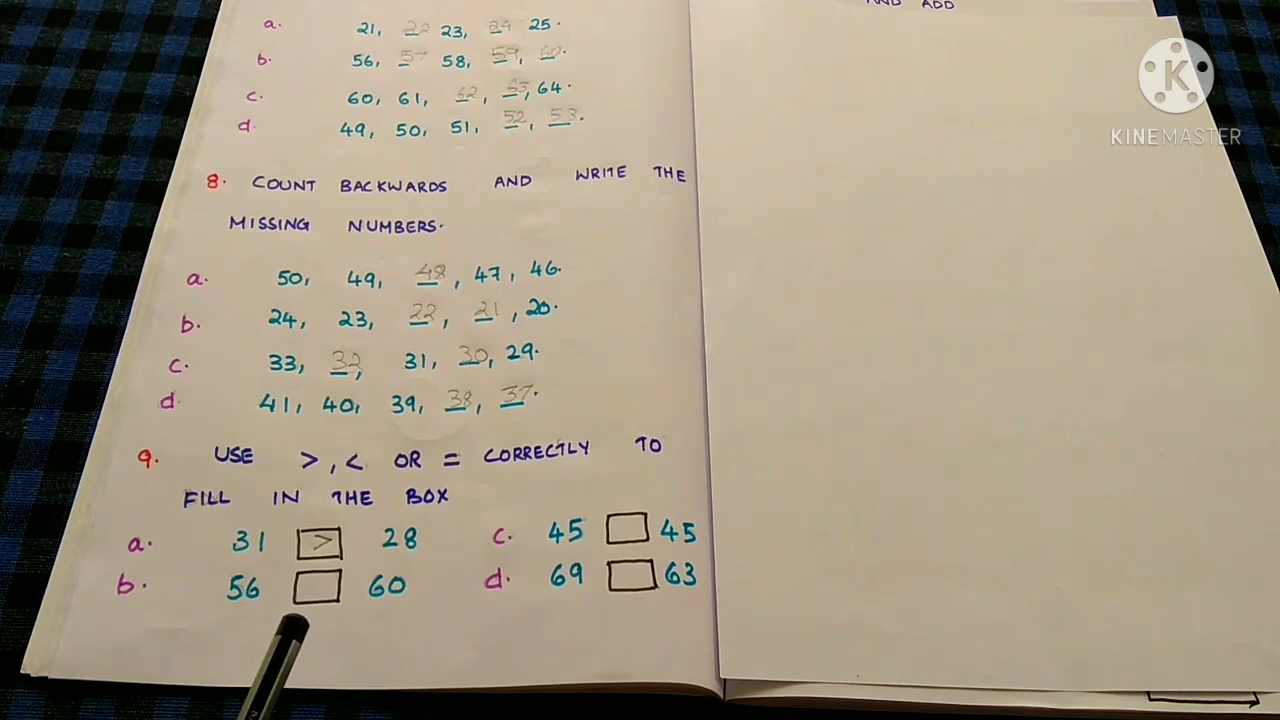 AND ADD
a. 21, 22 23, 24 25.
b. 56, 57 58, 59, 60.
c. 60, 61, 62, 63, 64.
d. 49, 50, 51, 52, 53.
8. COUNT BACKWARDS AND WRITE THE
MISSING NUMBERS.
a. 50, 49, 48, 47, 46.
b. 24, 23, 22, 21, 20.
c. 33, 32, 31, 30, 29.
d. 41, 40, 39, 38, 37.
9. USE >, < OR = CORRECTLY TO
FILL IN THE BOX
a. 31 > 28 c. 45 45
b. 56 60 d. 69 63
K
KINEMASTER